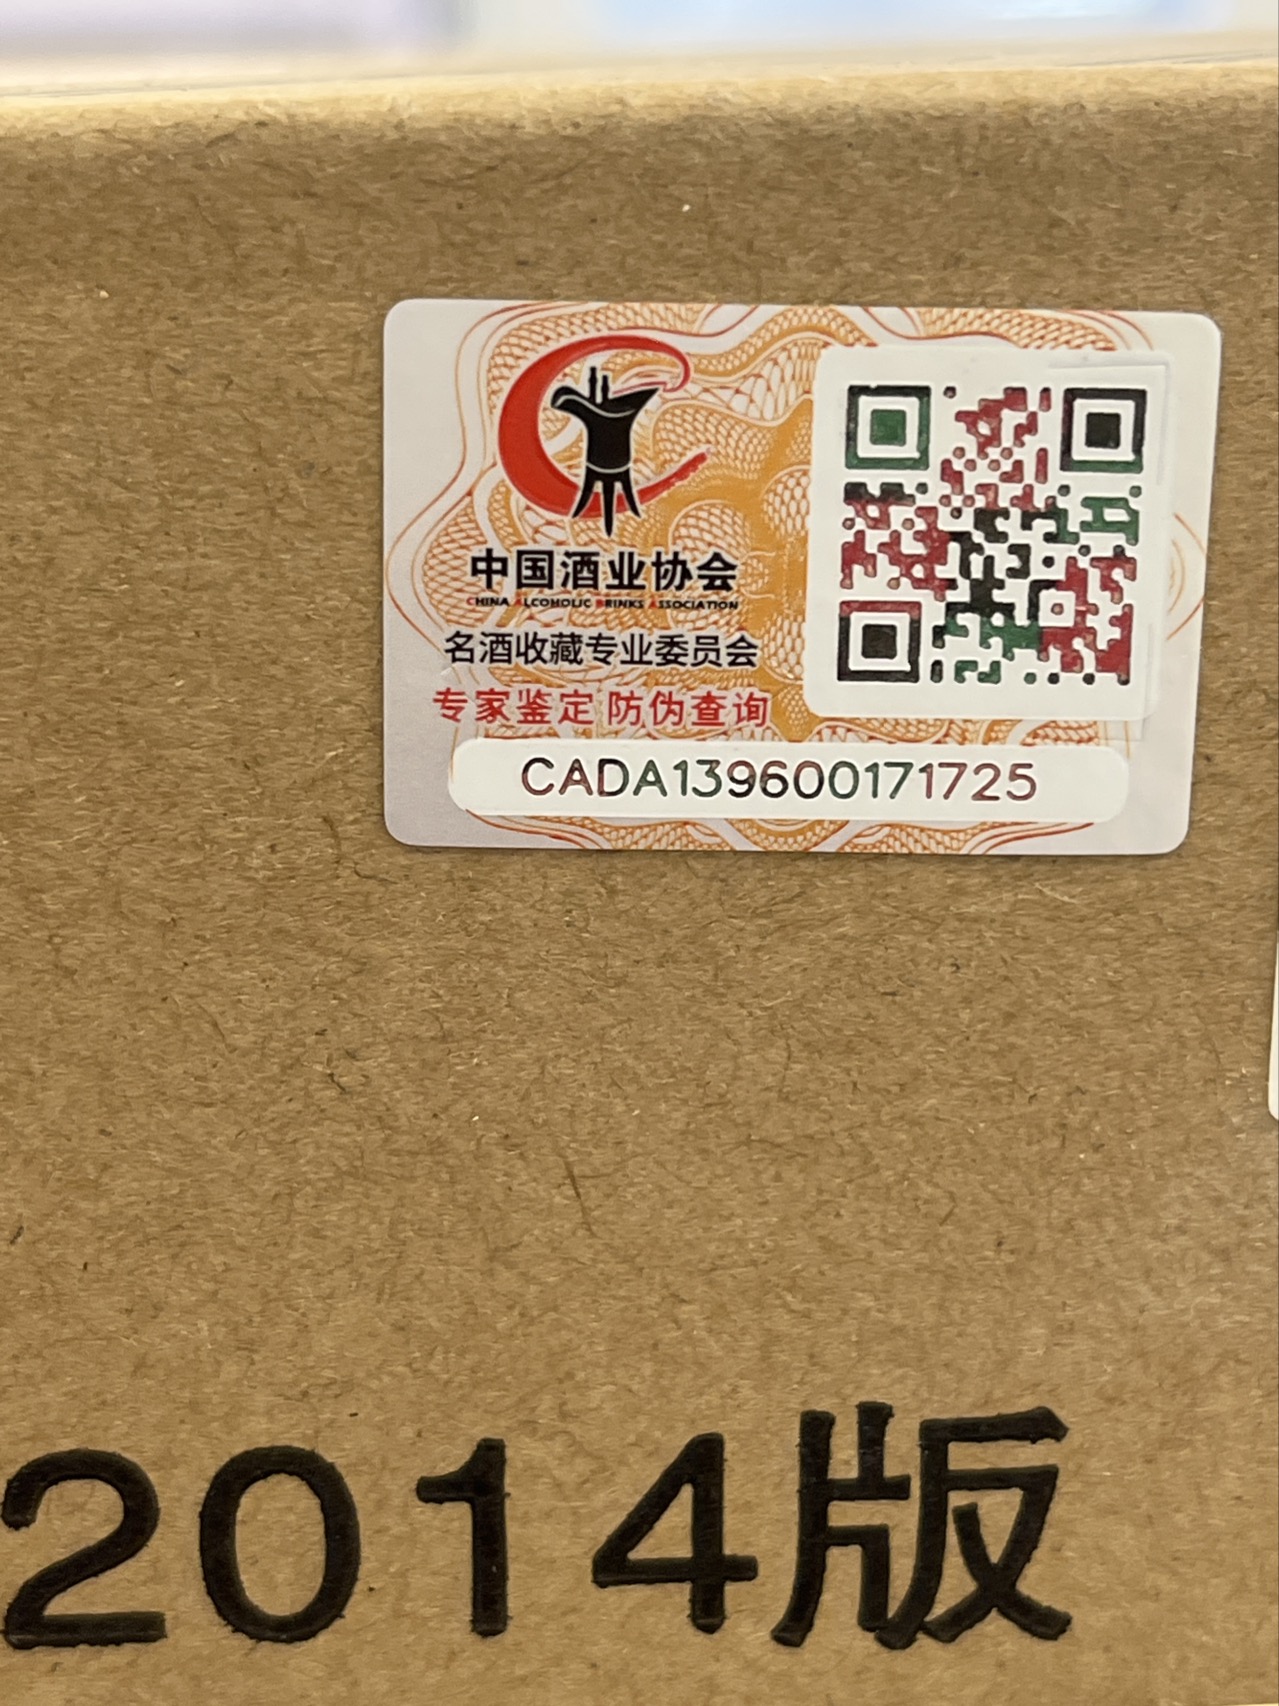 中国酒业协会
CHINA ALCOHOLIC DRINKS ASSOCIATION
名酒收藏专业委员会
专家鉴定 防伪查询
CADA139600171725
2014版